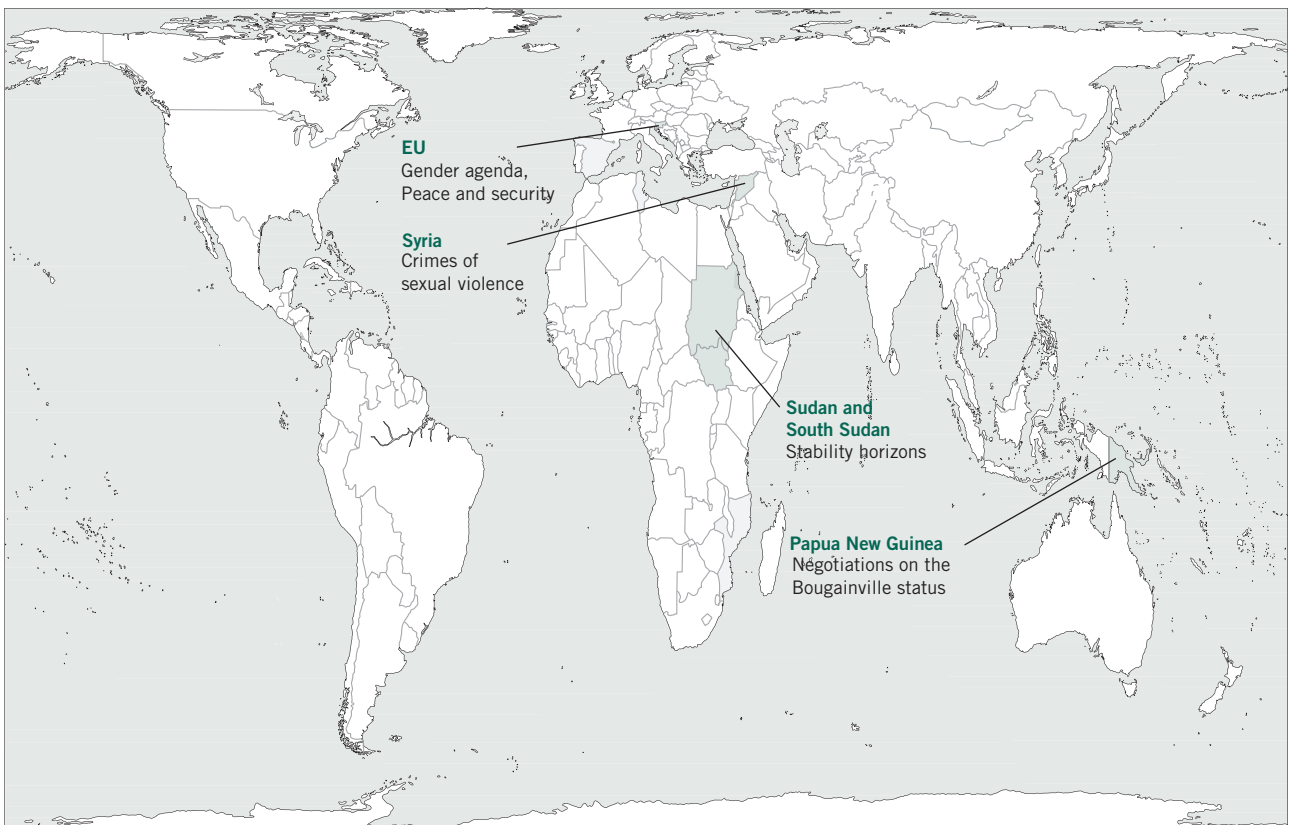 EU
Gender agenda,
Peace and security
Syria
Crimes of
sexual violence
Sudan and
South Sudan
Stability horizons
Papua New Guinea
Negotiations on the
Bougainville status